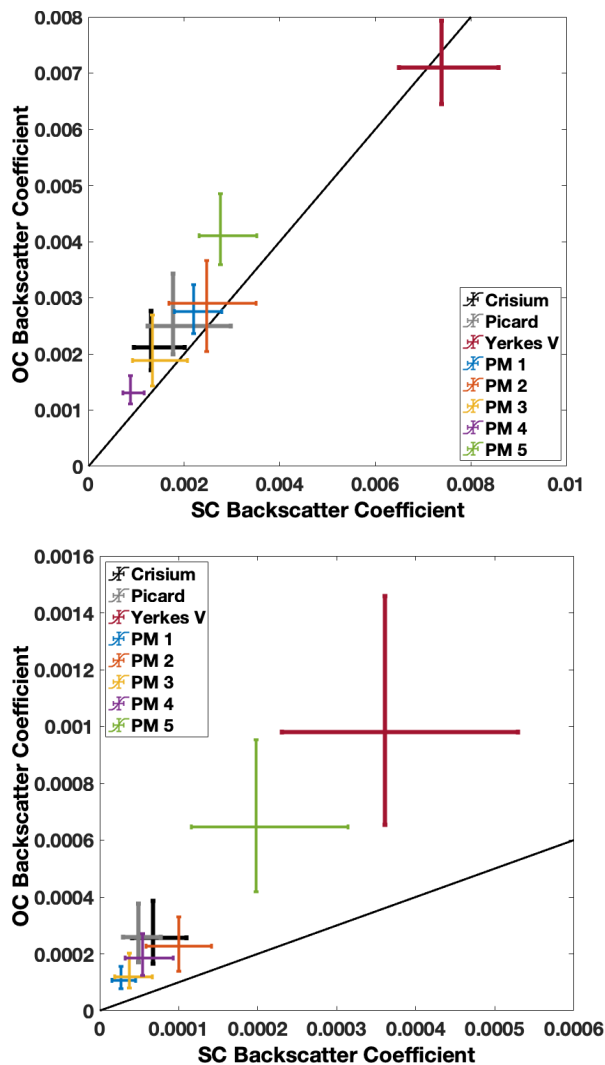 0.008
0.007
0.006
0.005
0.004
0.003
0.002
0.001
0
OC Backscatter Coefficient
Crisium
Picard
Yerkes V
PM 1
PM 2
PM 3
PM 4
PM 5
0 0.002 0.004 0.006 0.008 0.01
SC Backscatter Coefficient
0.0016
0.0014
0.0012
0.001
0.0008
0.0006
0.0004
0.0002
0
OC Backscatter Coefficient
Crisium
Picard
Yerkes V
PM 1
PM 2
PM 3
PM 4
PM 5
0 0.0001 0.0002 0.0003 0.0004 0.0005 0.0006
SC Backscatter Coefficient